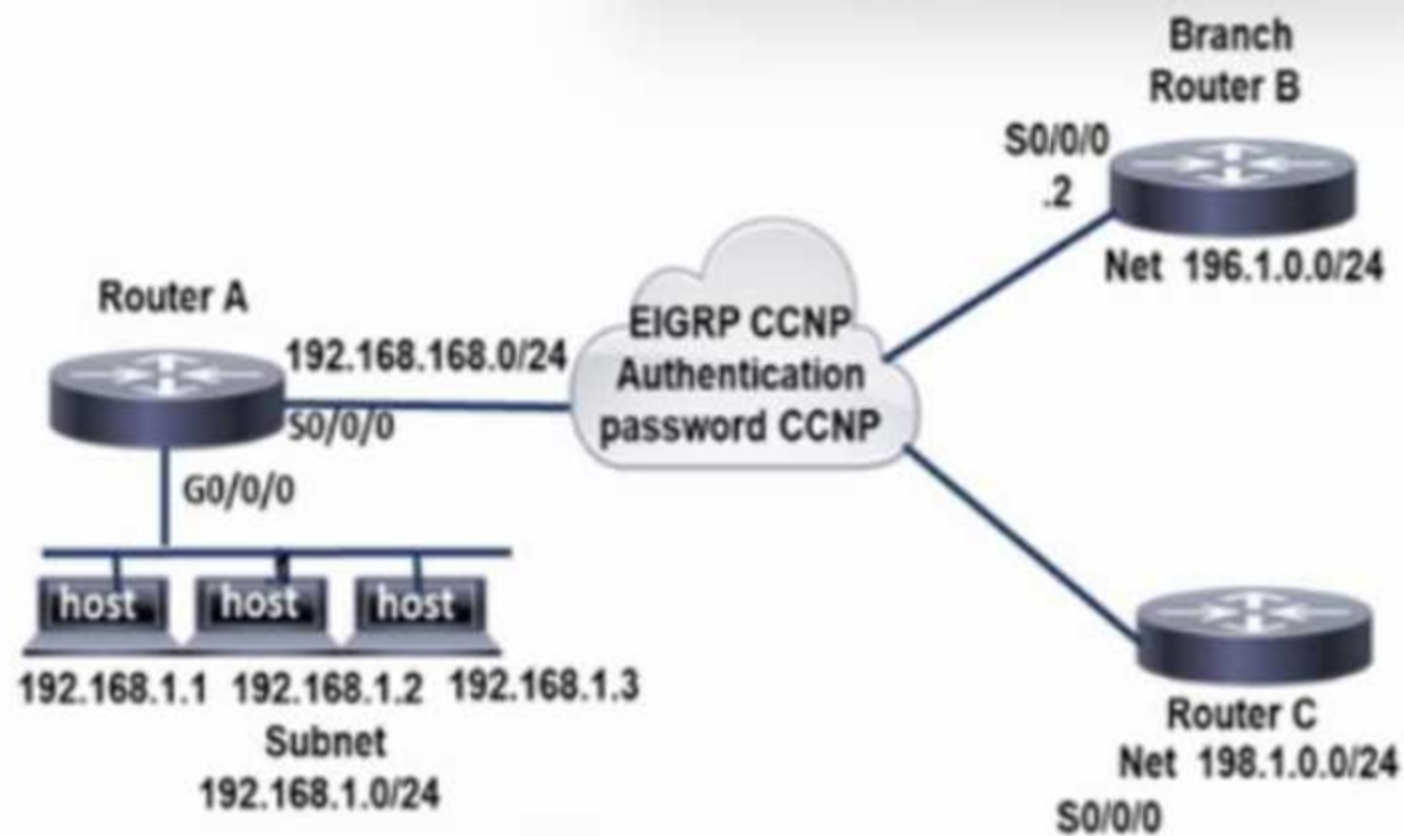 Branch
Router B
S0/0/0
.2
Net 196.1.0.0/24
Router A
192.168.168.0/24
S0/0/0
G0/0/0
EIGRP CCNP
Authentication
password CCNP
host host host
192.168.1.1 192.168.1.2 192.168.1.3
Subnet
192.168.1.0/24
Router C
Net 198.1.0.0/24
S0/0/0